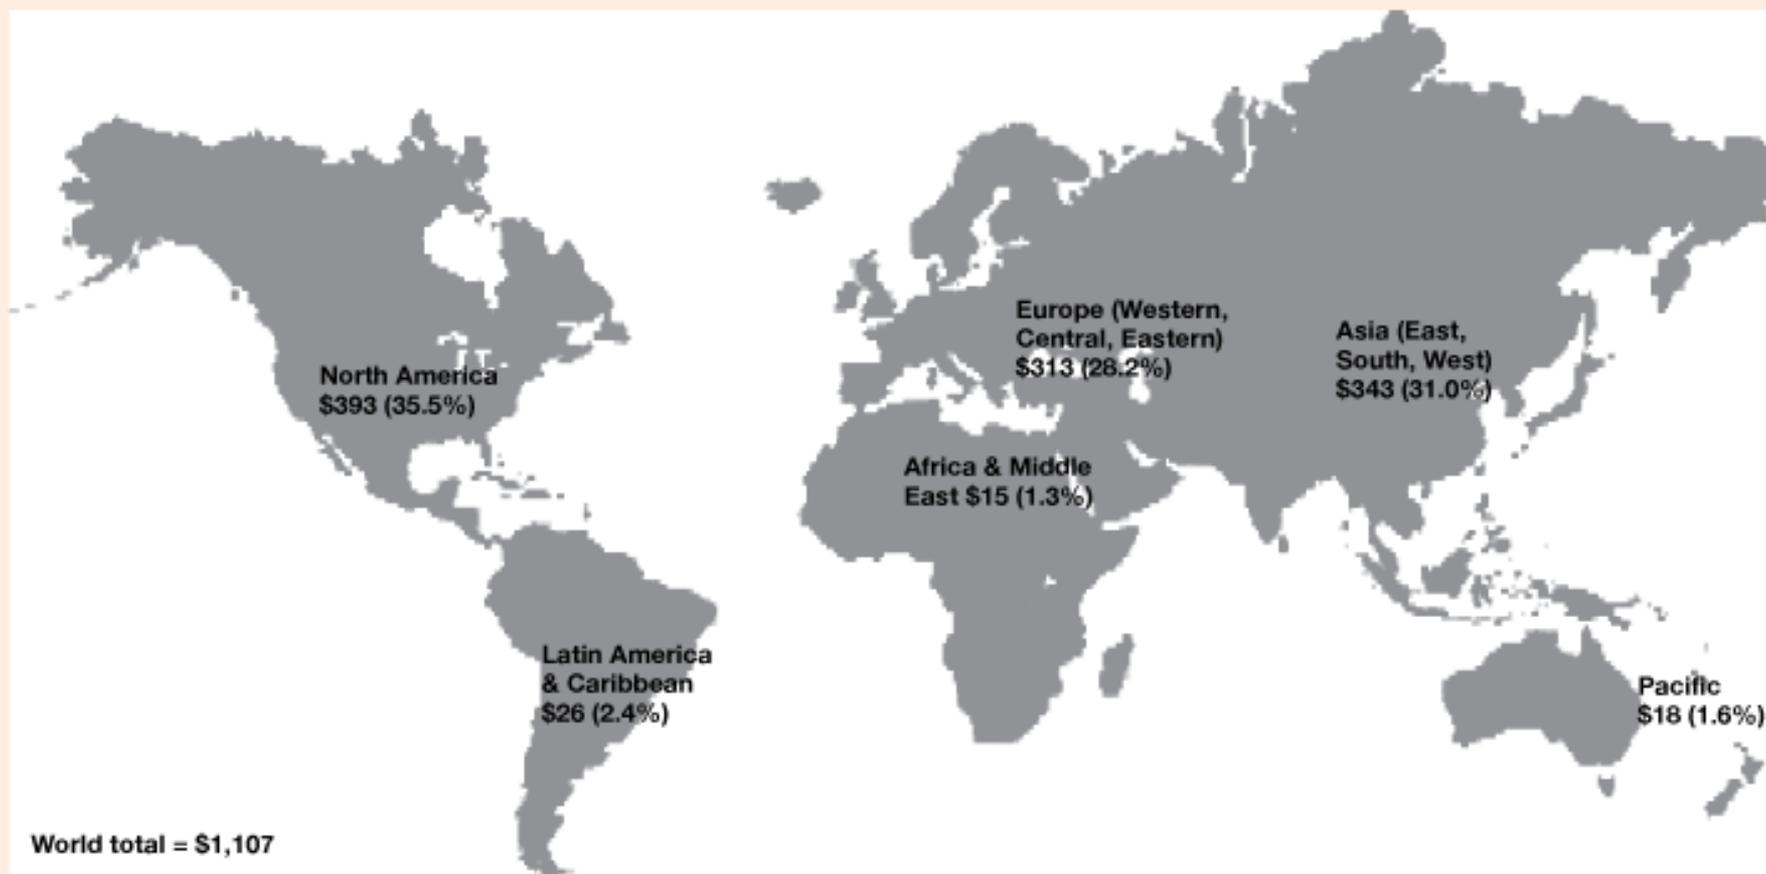 Europe (Western,
Central, Eastern)
$313 (28.2%)
Asia (East,
South, West)
$343 (31.0%)
North America
$393 (35.5%)
Africa & Middle
East $15 (1.3%)
Latin America
& Caribbean
$26 (2.4%)
Pacific
$18 (1.6%)
World total = $1,107